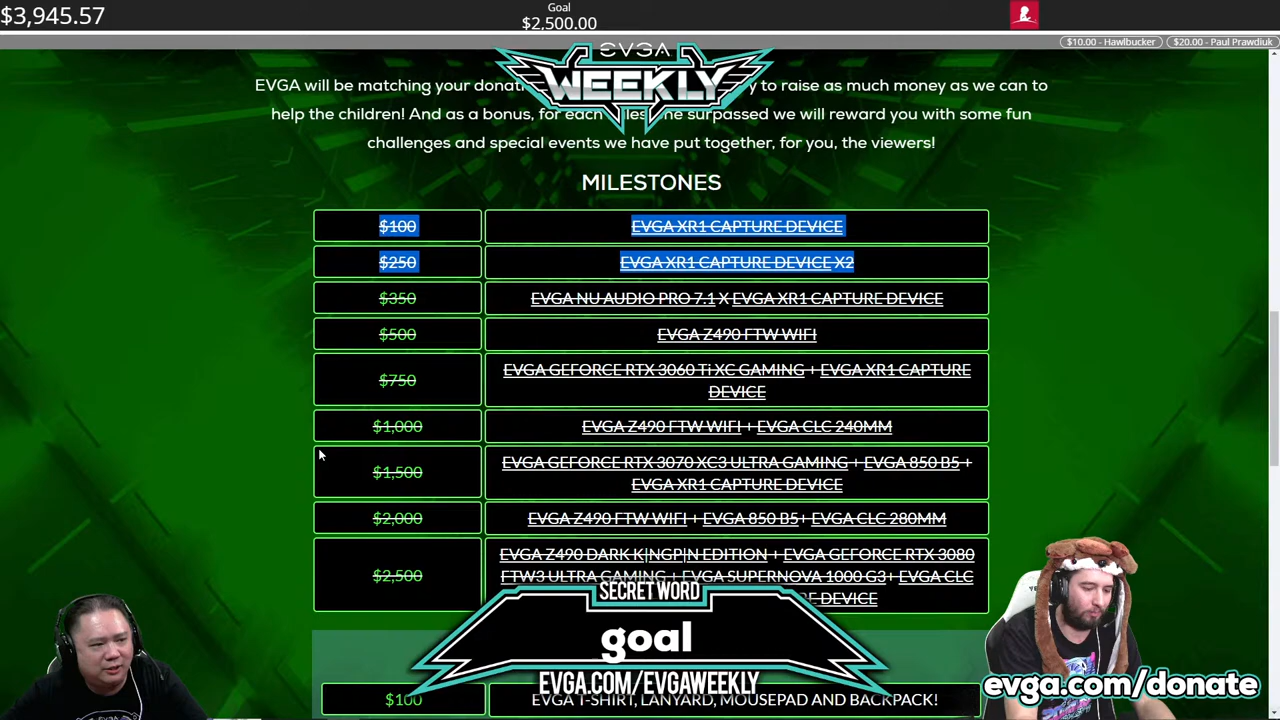 $3,945.57
Goal
$2,500.00
$10.00 - Hawlbucker
$20.00 - Paul Prawdiuk
EVGA
WEEKLY
EVGA will be matching your donat y to raise as much money as we can to
help the children! And as a bonus, for each surpassed we will reward you with some fun
challenges and special events we have put together, for you, the viewers!
MILESTONES
$100 EVGA XR1 CAPTURE DEVICE
$250 EVGA XR1 CAPTURE DEVICE X2
$350 EVGA NU AUDIO PRO 7.1 X EVGA XR1 CAPTURE DEVICE
$500 EVGA Z490 FTW WIFI
$750 EVGA GEFORCE RTX 3060 Ti XC GAMING + EVGA XR1 CAPTURE
DEVICE
$1,000 EVGA Z490 FTW WIFI + EVGA CLC 240MM
$1,500 EVGA GEFORCE RTX 3070 XC3 ULTRA GAMING + EVGA 850 B5 +
EVGA XR1 CAPTURE DEVICE
$2,000 EVGA Z490 FTW WIFI + EVGA 850 B5+ EVGA CLC 280MM
$2,500 EVGA Z490 DARK K|NGP|N EDITION + EVGA GEFORCE RTX 3080
FTW3 ULTRA GAMING + EVGA SUPERNOVA 1000 G3+ EVGA CLC
DEVICE
SECRET WORD
goal
EVGA.COM/EVGAWEEKLY
evga.com/donate
$100 EVGA T-SHIRT, LANYARD, MOUSEPAD AND BACKPACK!